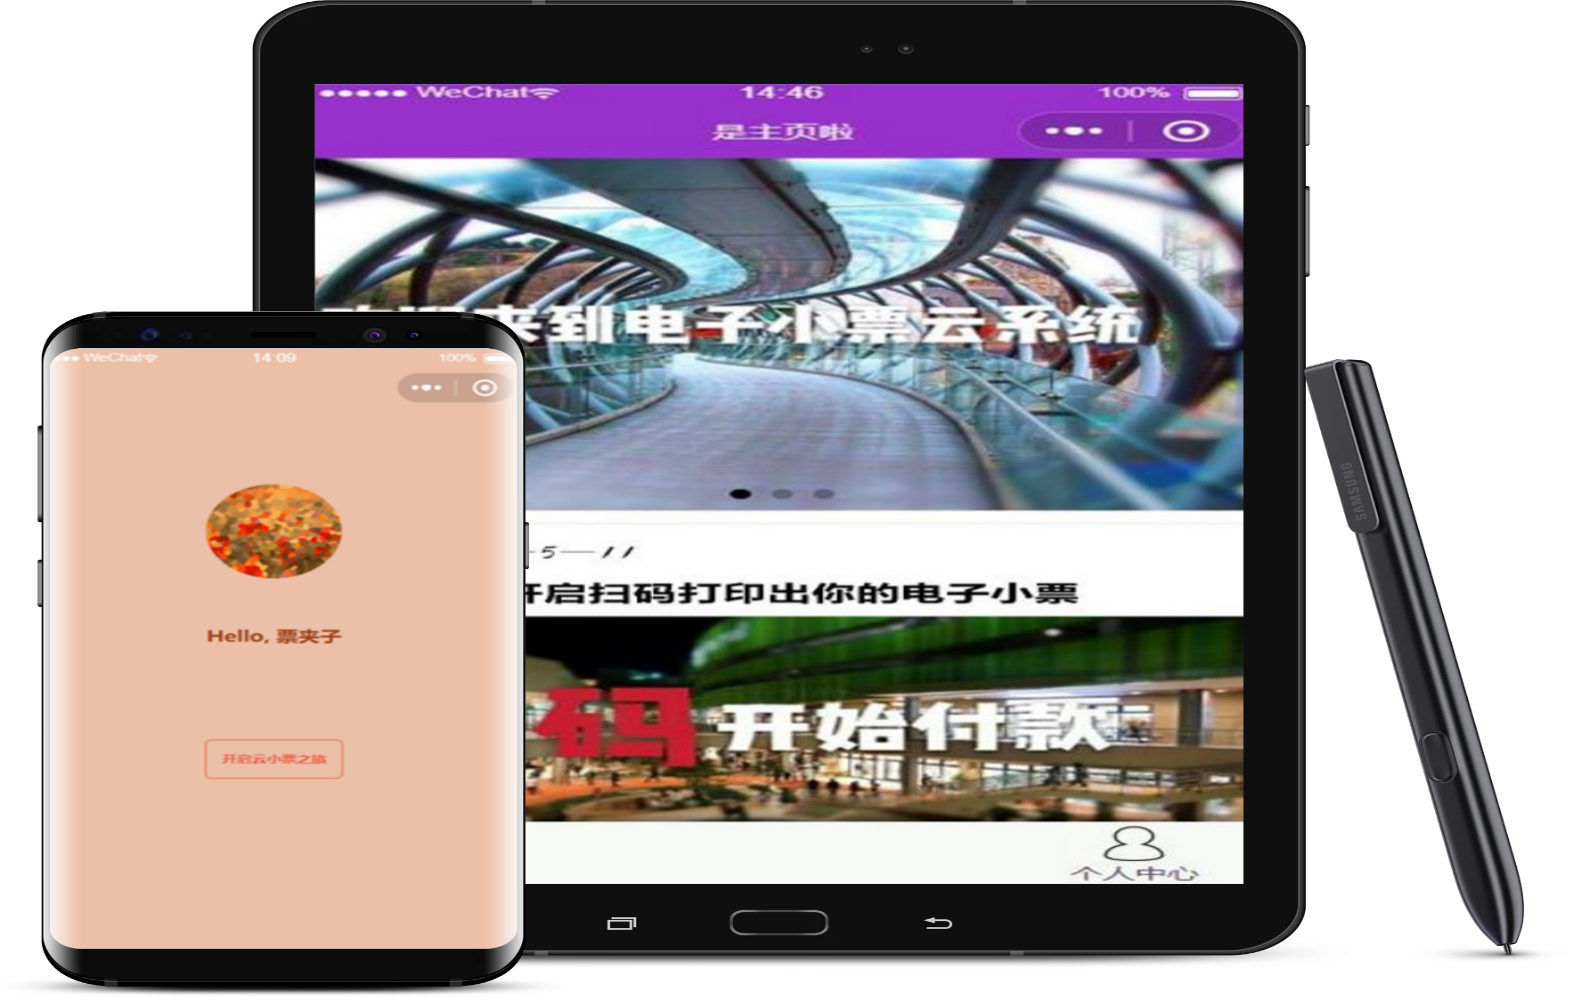 WeChat 14:46 100%
是主页啦
来到电子小票云系统
5—11
开启扫码打印出你的电子小票
码开始付款
个人中心
WeChat 14:09 100%
Hello, 票夹子
开启云小票之旅
SAMSUNG